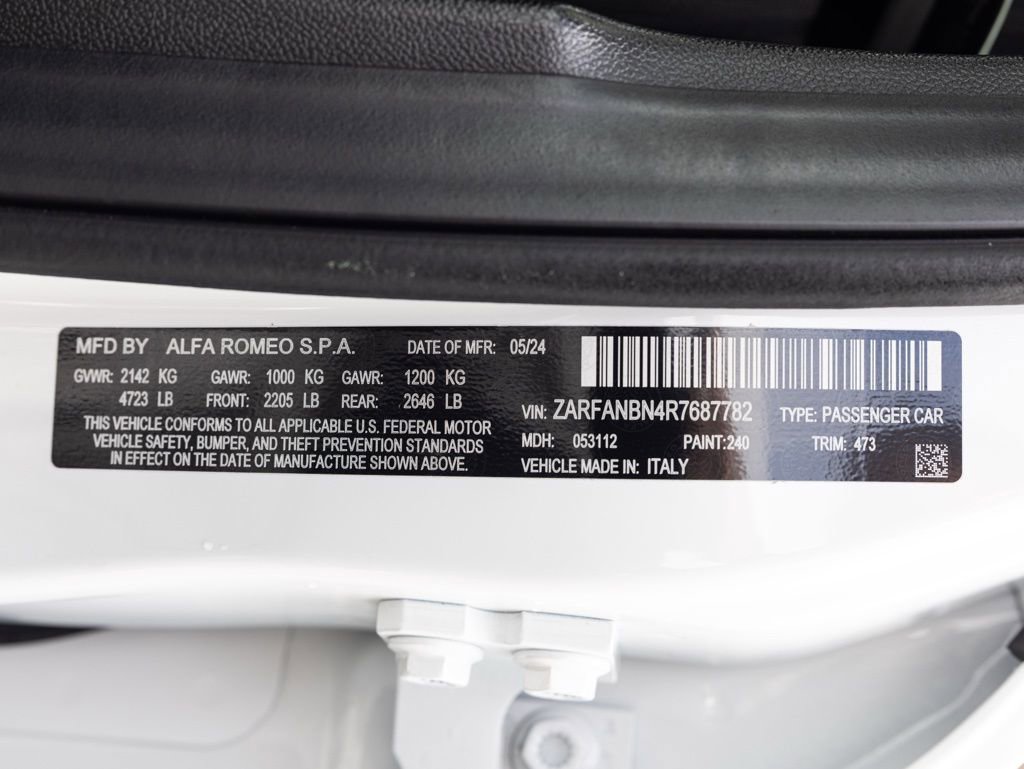 MFD BY ALFA ROMEO S.P.A. DATE OF MFR: 05/24
GVWR: 2142 KG GAWR: 1000 KG GAWR: 1200 KG
4723 LB FRONT: 2205 LB REAR: 2646 LB
THIS VEHICLE CONFORMS TO ALL APPLICABLE U.S. FEDERAL MOTOR
VEHICLE SAFETY, BUMPER, AND THEFT PREVENTION STANDARDS
IN EFFECT ON THE DATE OF MANUFACTURE SHOWN ABOVE.
VIN: ZARFANBN4R7687782 TYPE: PASSENGER CAR
MDH: 053112 PAINT:240 TRIM: 473
VEHICLE MADE IN: ITALY